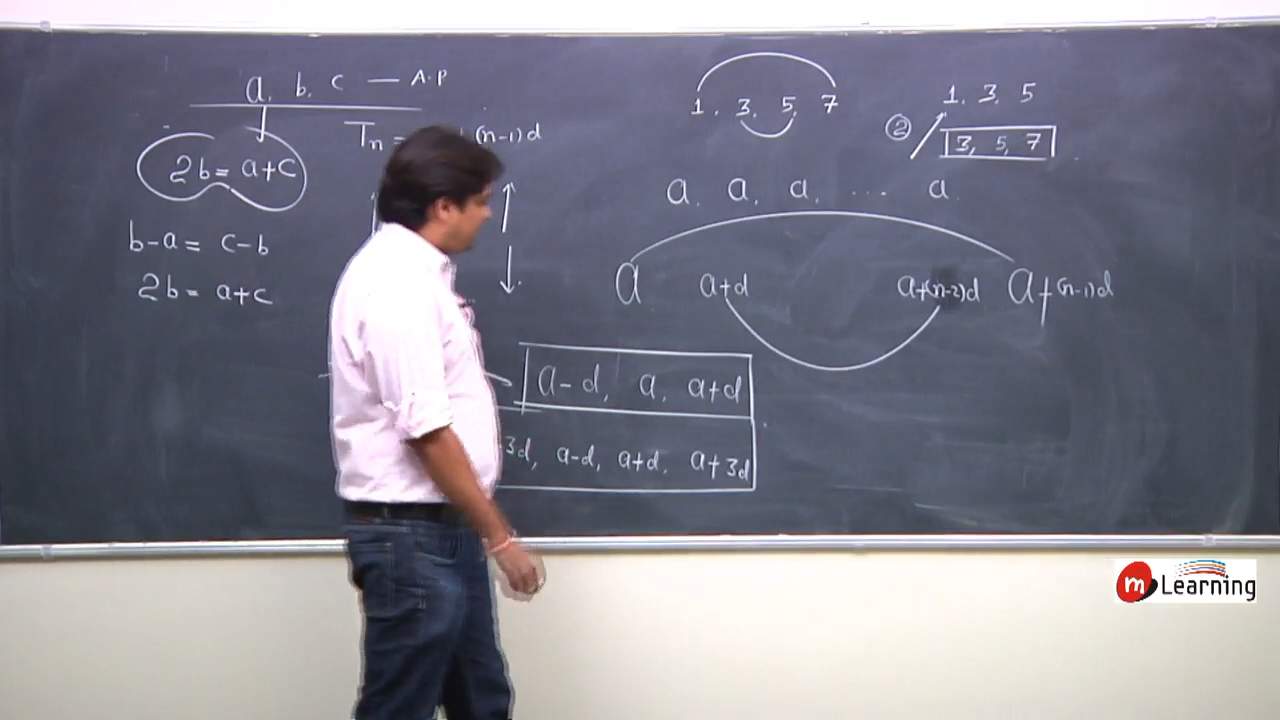 a, b, c — A.P
Tn = (n-1)d
2b = a+c
b-a = c-b
2b = a+c
1, 3, 5, 7
1, 3, 5
②
3, 5, 7
a, a, a, ... a
a a+d a+(n-2)d a+(n-1)d
a-d, a, a+d
3d, a-d, a+d, a+3d
m Learning